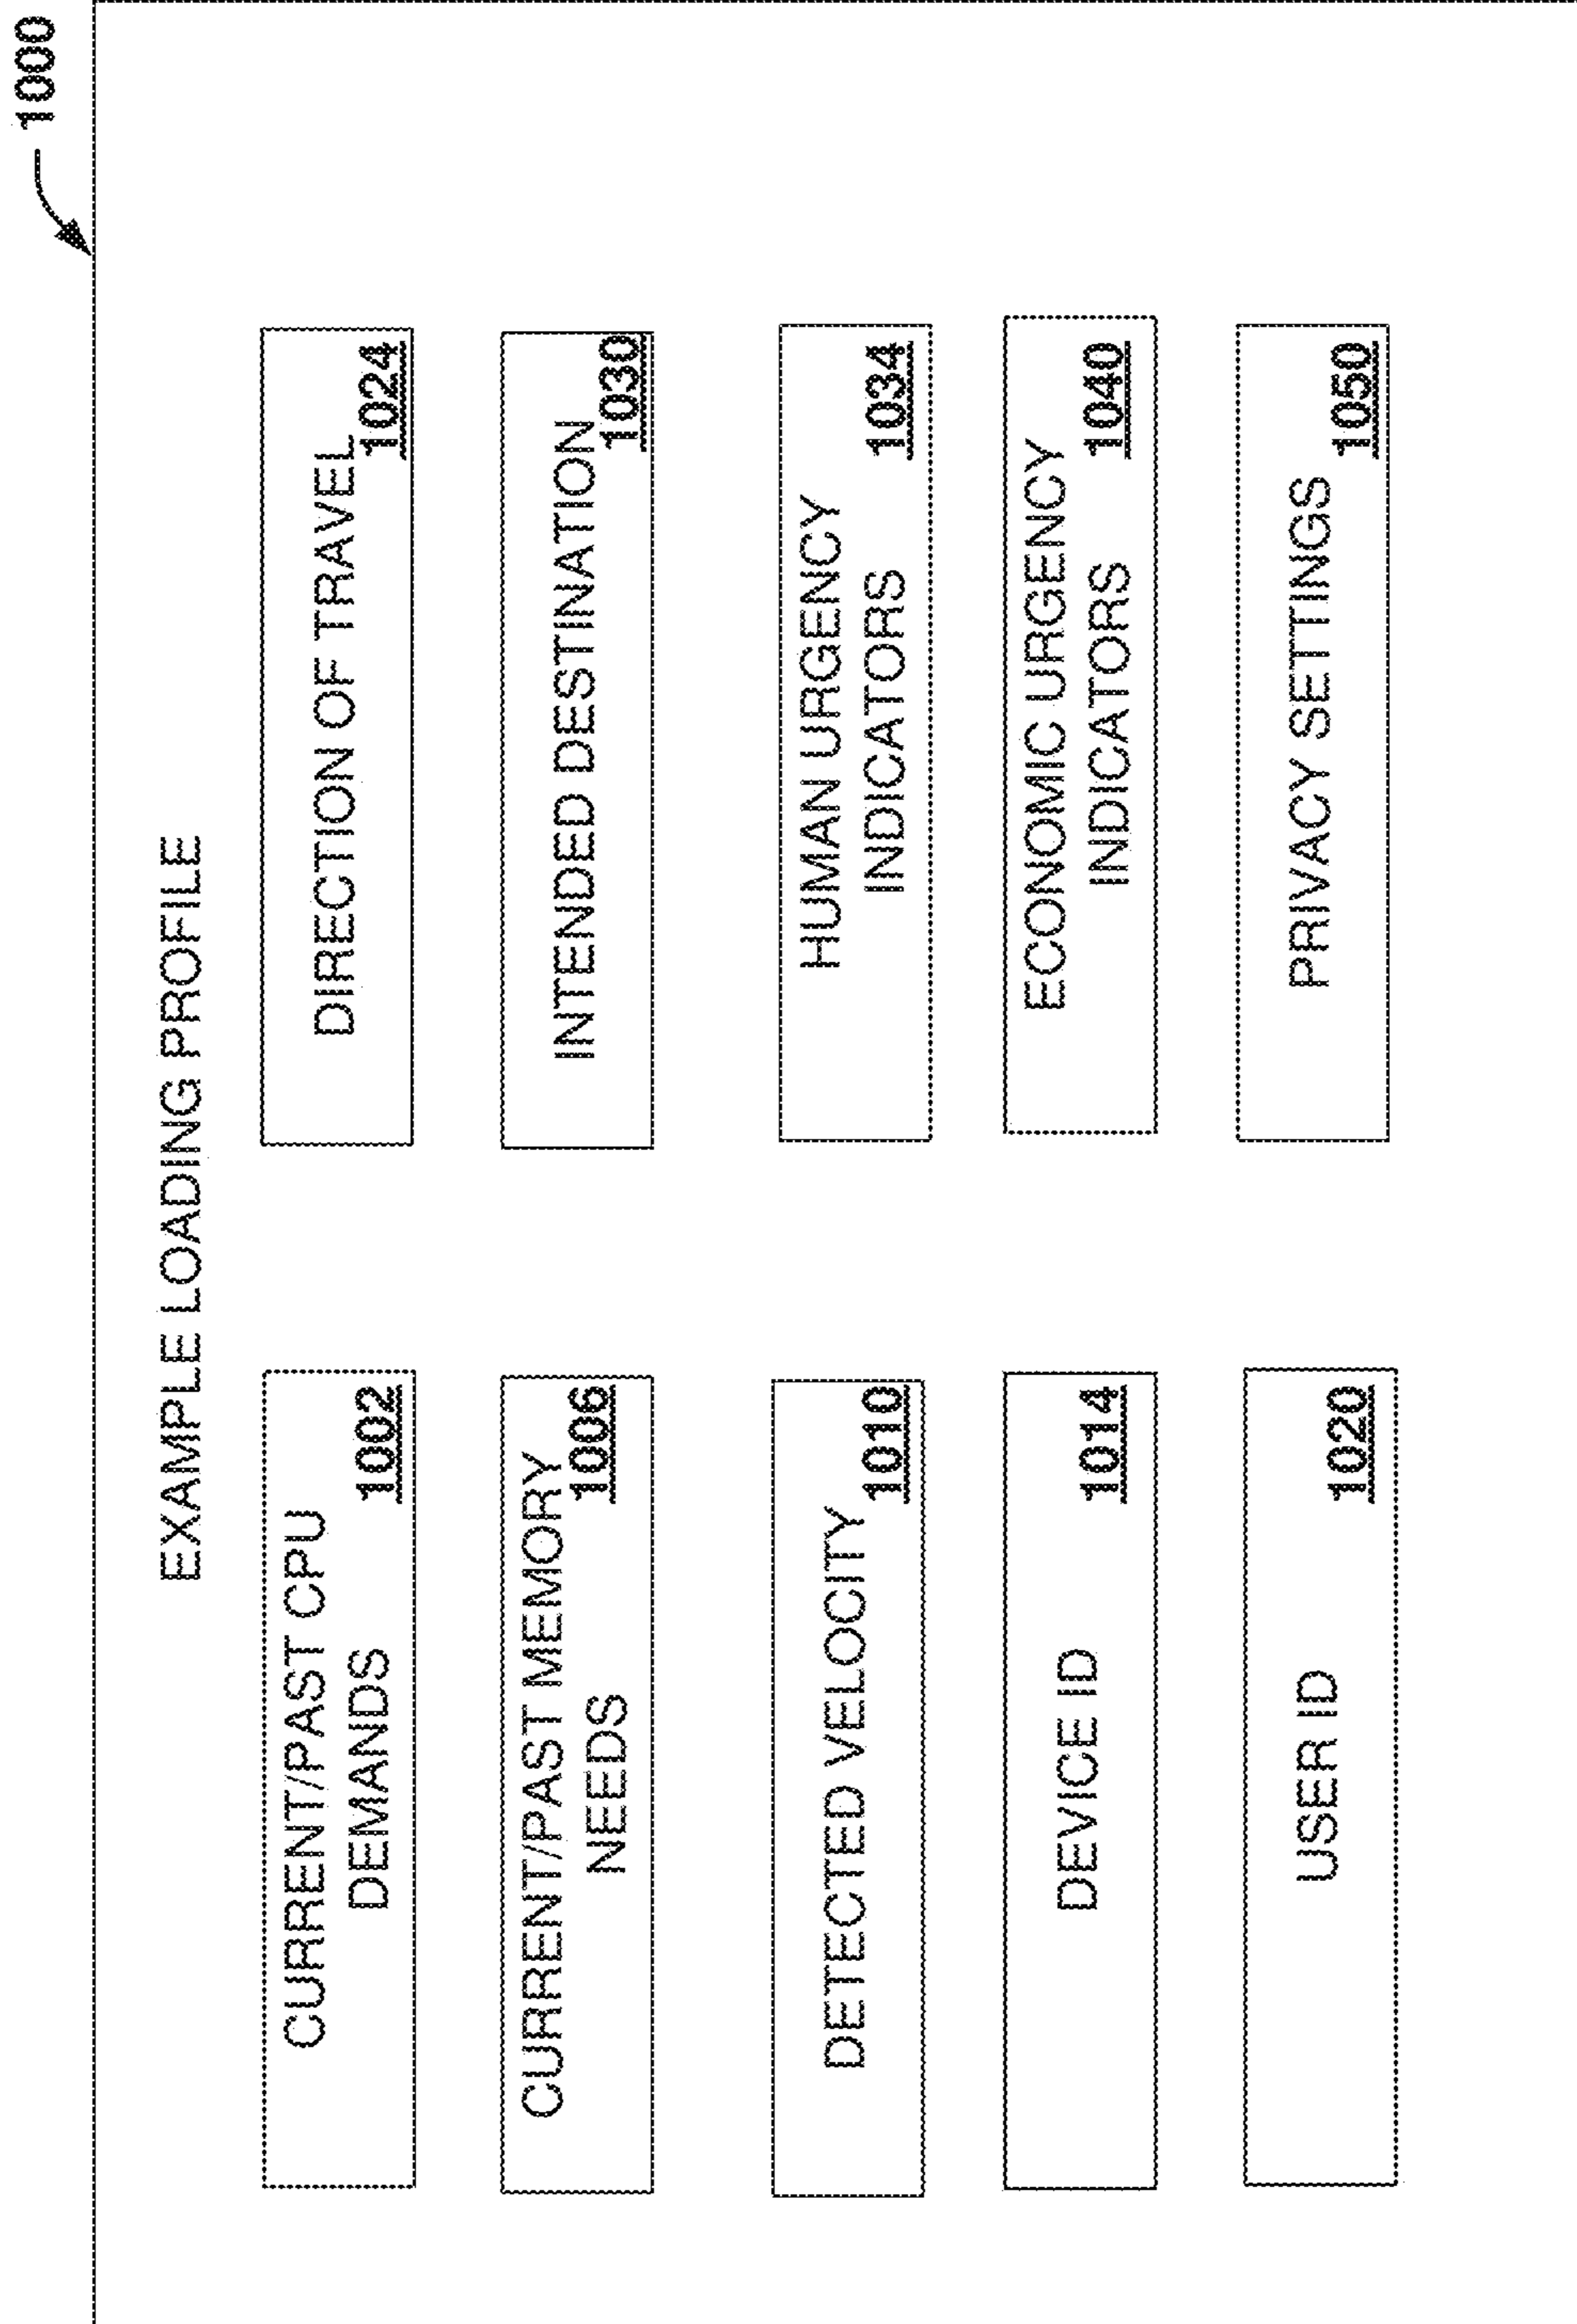 1000
EXAMPLE LOADING PROFILE
CURRENT/PAST CPU
DEMANDS
1002
CURRENT/PAST MEMORY
NEEDS
1006
DETECTED VELOCITY
1010
DEVICE ID
1014
USER ID
1020
DIRECTION OF TRAVEL
1024
INTENDED DESTINATION
1030
HUMAN URGENCY
INDICATORS
1034
ECONOMIC URGENCY
INDICATORS
1040
PRIVACY SETTINGS
1050